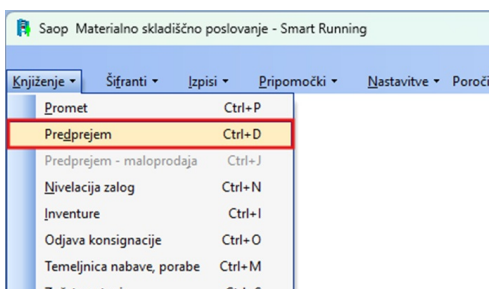 Saop Materialno skladiščno poslovanje - Smart Running
Knjiženje Šifranti Izpisi Pripomočki Nastavitve Poroči
Promet Ctrl+P
Predprejem Ctrl+D
Predprejem - maloprodaja Ctrl+J
Nivelacija zalog Ctrl+N
Inventure Ctrl+I
Odjava konsignacije Ctrl+O
Temeljnica nabave, porabe Ctrl+M